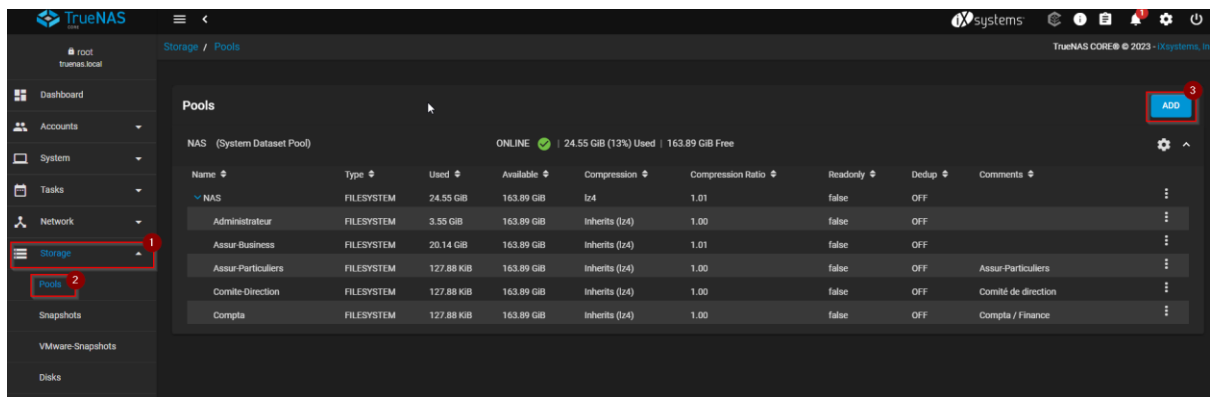 TrueNAS
CORE
iXsystems
1
root
truenas.local
Storage / Pools
TrueNAS CORE® © 2023 - iXsystems, In
Dashboard
Accounts
System
Tasks
Network
Storage
1
Pools
2
Snapshots
VMware-Snapshots
Disks
Pools
ADD
3
NAS (System Dataset Pool) ONLINE | 24.55 GiB (13%) Used | 163.89 GiB Free
Name Type Used Available Compression Compression Ratio Readonly Dedup Comments
NAS FILESYSTEM 24.55 GiB 163.89 GiB lz4 1.01 false OFF
Administrateur FILESYSTEM 3.55 GiB 163.89 GiB Inherits (lz4) 1.00 false OFF
Assur-Business FILESYSTEM 20.14 GiB 163.89 GiB Inherits (lz4) 1.01 false OFF
Assur-Particuliers FILESYSTEM 127.88 KiB 163.89 GiB Inherits (lz4) 1.00 false OFF Assur-Particuliers
Comite-Direction FILESYSTEM 127.88 KiB 163.89 GiB Inherits (lz4) 1.00 false OFF Comité de direction
Compta FILESYSTEM 127.88 KiB 163.89 GiB Inherits (lz4) 1.00 false OFF Compta / Finance